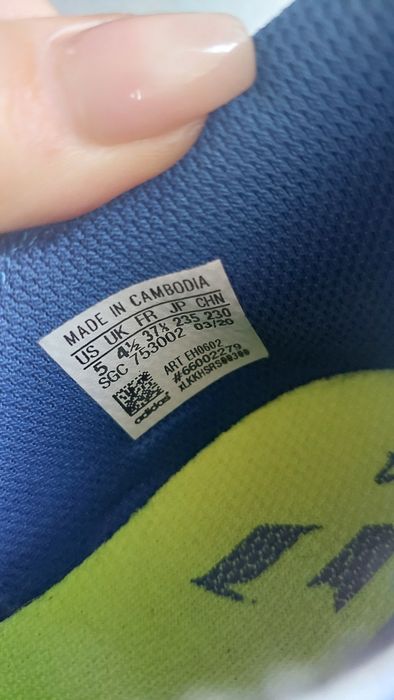 MADE IN CAMBODIA
US UK FR JP CHN
5 4½ 37⅓ 235 230
SGC 753002 03/20
ART EH0602
#66002279
adidas